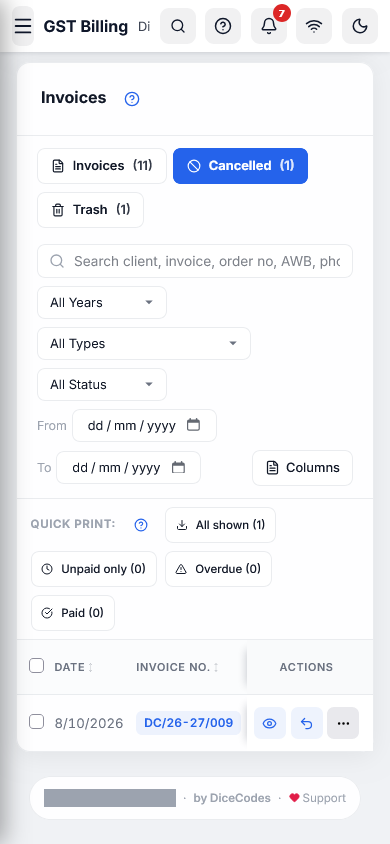 GST Billing Di 7
Invoices
Invoices (11) Cancelled (1)
Trash (1)
Search client, invoice, order no, AWB, pho
All Years
All Types
All Status
From dd / mm / yyyy
To dd / mm / yyyy Columns
QUICK PRINT: All shown (1)
Unpaid only (0) Overdue (0)
Paid (0)
DATE INVOICE NO. ACTIONS
8/10/2026 DC/26-27/009
· by DiceCodes · Support